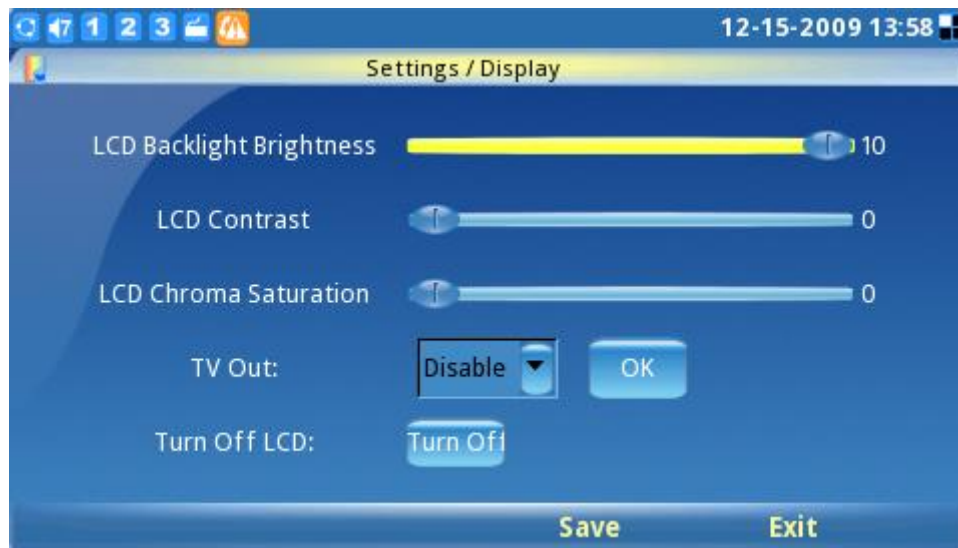 7 1 2 3 12-15-2009 13:58
Settings / Display
LCD Backlight Brightness 10
LCD Contrast 0
LCD Chroma Saturation 0
TV Out: Disable OK
Turn Off LCD: Turn Off
Save Exit